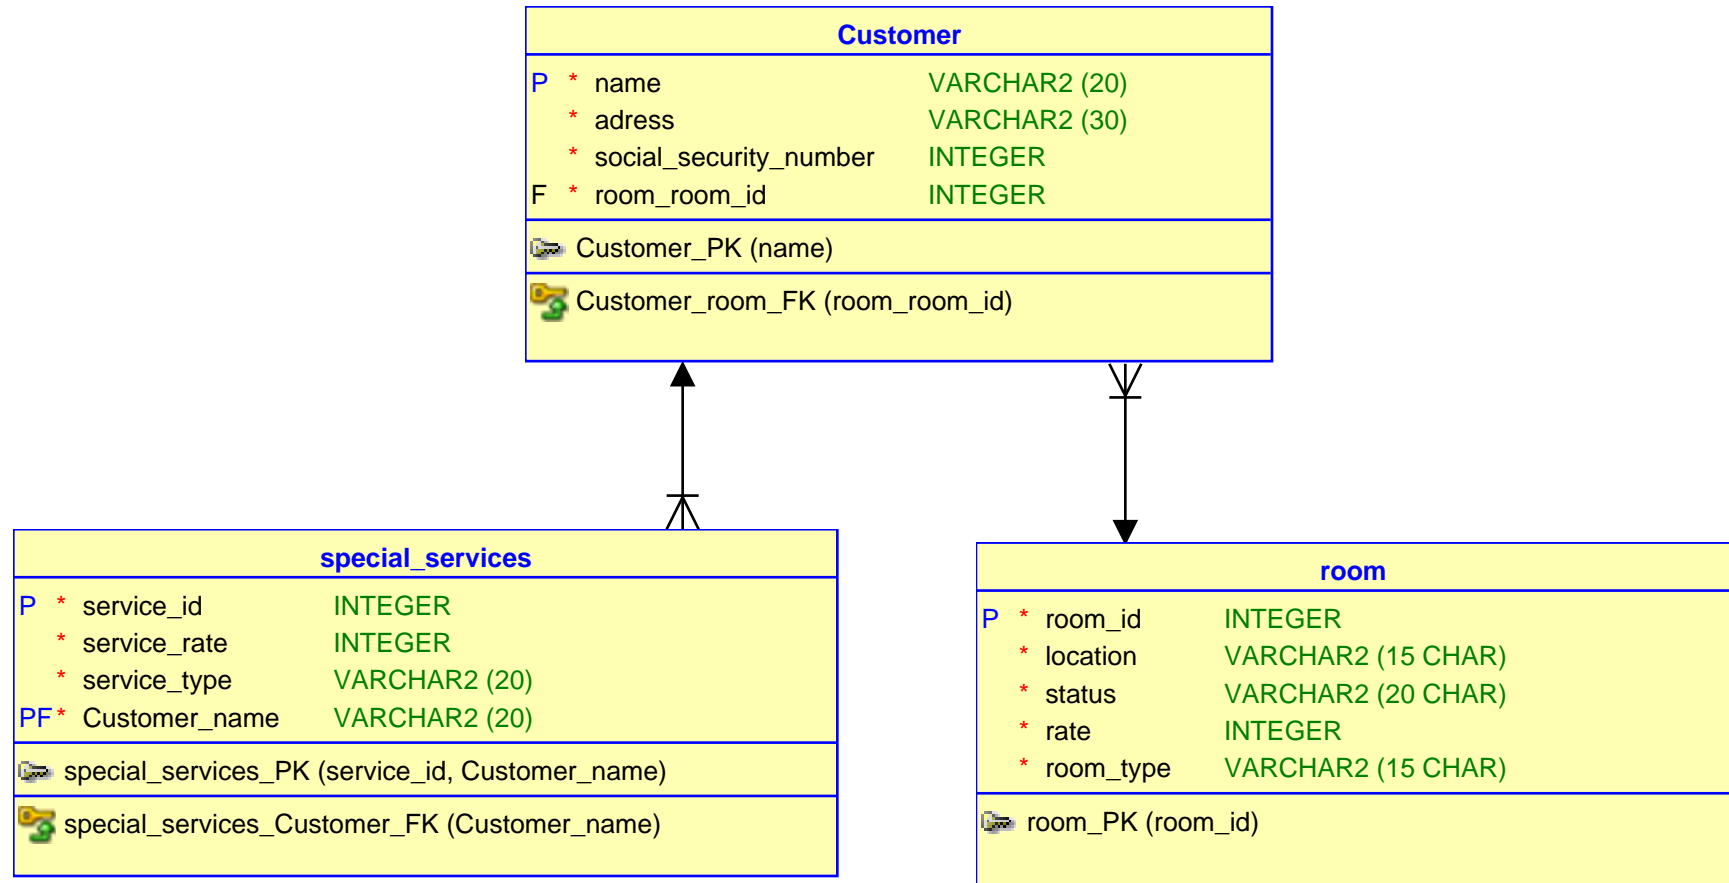 Customer
P * name VARCHAR2 (20)
* adress VARCHAR2 (30)
* social_security_number INTEGER
F * room_room_id INTEGER
Customer_PK (name)
Customer_room_FK (room_room_id)
special_services
P * service_id INTEGER
* service_rate INTEGER
* service_type VARCHAR2 (20)
PF * Customer_name VARCHAR2 (20)
special_services_PK (service_id, Customer_name)
special_services_Customer_FK (Customer_name)
room
P * room_id INTEGER
* location VARCHAR2 (15 CHAR)
* status VARCHAR2 (20 CHAR)
* rate INTEGER
* room_type VARCHAR2 (15 CHAR)
room_PK (room_id)